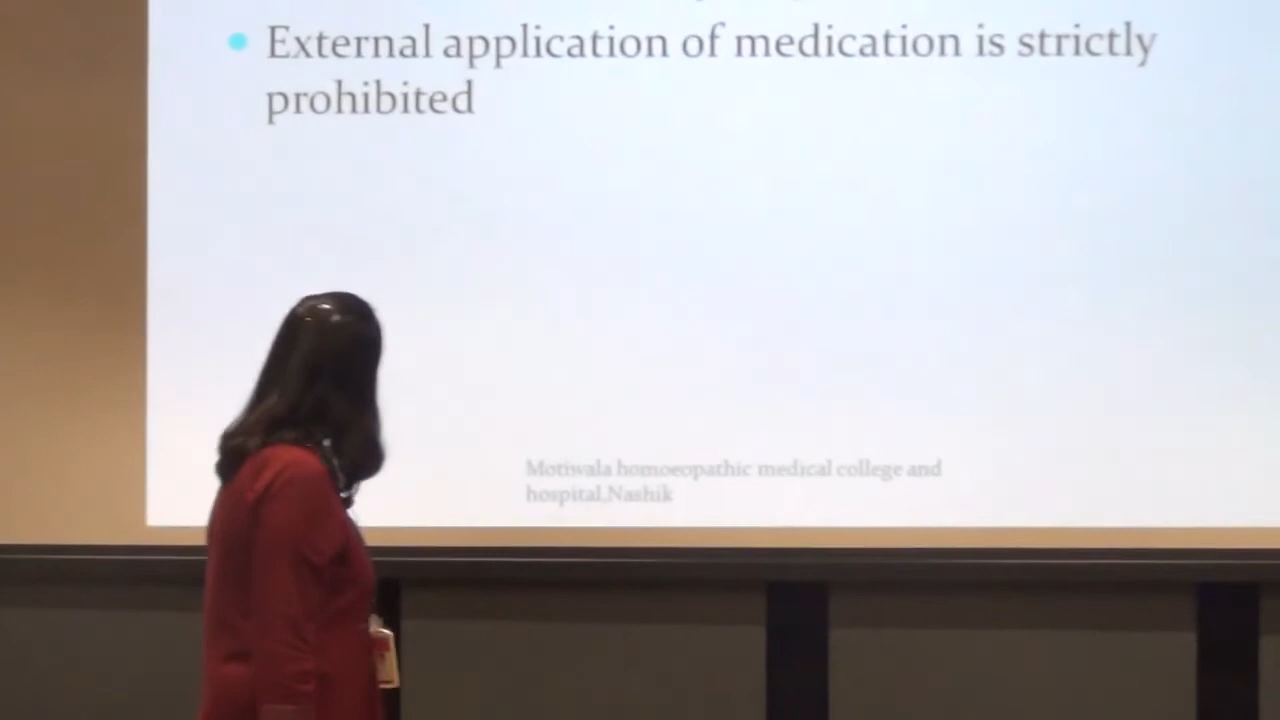 External application of medication is strictly
prohibited
Motiwala homoeopathic medical college and
hospital,Nashik